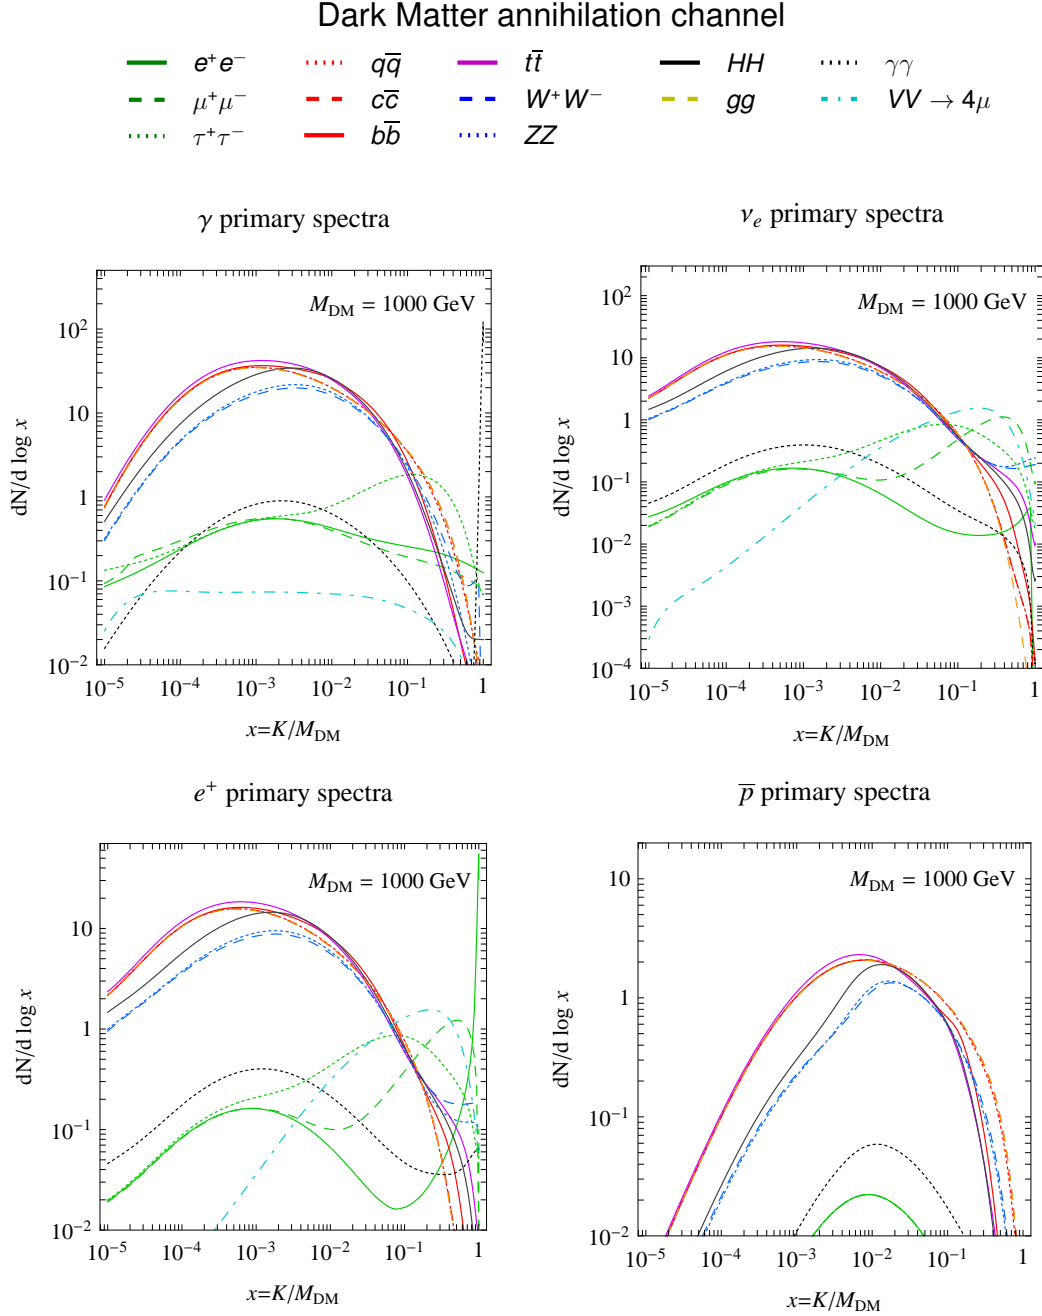 Dark Matter annihilation channel
e⁺e⁻ qq̅ tt̅ HH γγ
μ⁺μ⁻ cc̅ W⁺W⁻ gg VV → 4μ
τ⁺τ⁻ bb̅ ZZ
γ primary spectra
M_DM = 1000 GeV
dN/d log x
10²
10
1
10⁻¹
10⁻²
10⁻⁵ 10⁻⁴ 10⁻³ 10⁻² 10⁻¹ 1
x=K/M_DM
ν_e primary spectra
M_DM = 1000 GeV
dN/d log x
10²
10
1
10⁻¹
10⁻²
10⁻³
10⁻⁴
10⁻⁵ 10⁻⁴ 10⁻³ 10⁻² 10⁻¹ 1
x=K/M_DM
e⁺ primary spectra
M_DM = 1000 GeV
dN/d log x
10
1
10⁻¹
10⁻²
10⁻⁵ 10⁻⁴ 10⁻³ 10⁻² 10⁻¹ 1
x=K/M_DM
p̅ primary spectra
M_DM = 1000 GeV
dN/d log x
10
1
10⁻¹
10⁻²
10⁻⁵ 10⁻⁴ 10⁻³ 10⁻² 10⁻¹ 1
x=K/M_DM